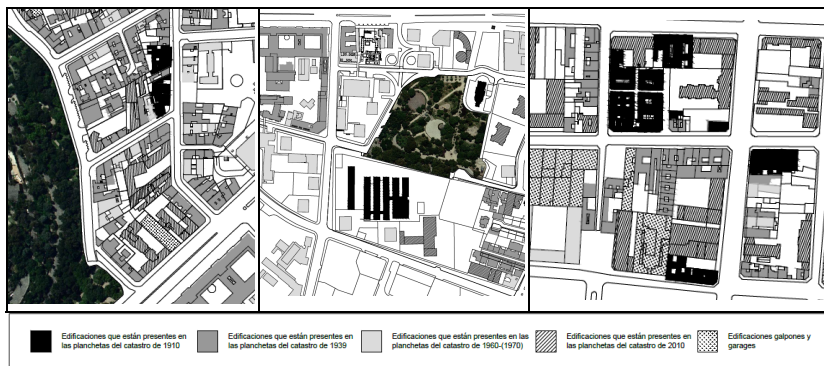 Edificaciones que están presentes en
las planchetas del catastro de 1910
Edificaciones que están presentes en
las planchetas del catastro de 1939
Edificaciones que están presentes en las
planchetas del catastro de 1960-(1970)
Edificaciones que están presentes en
las planchetas del catastro de 2010
Edificaciones galpones y
garages